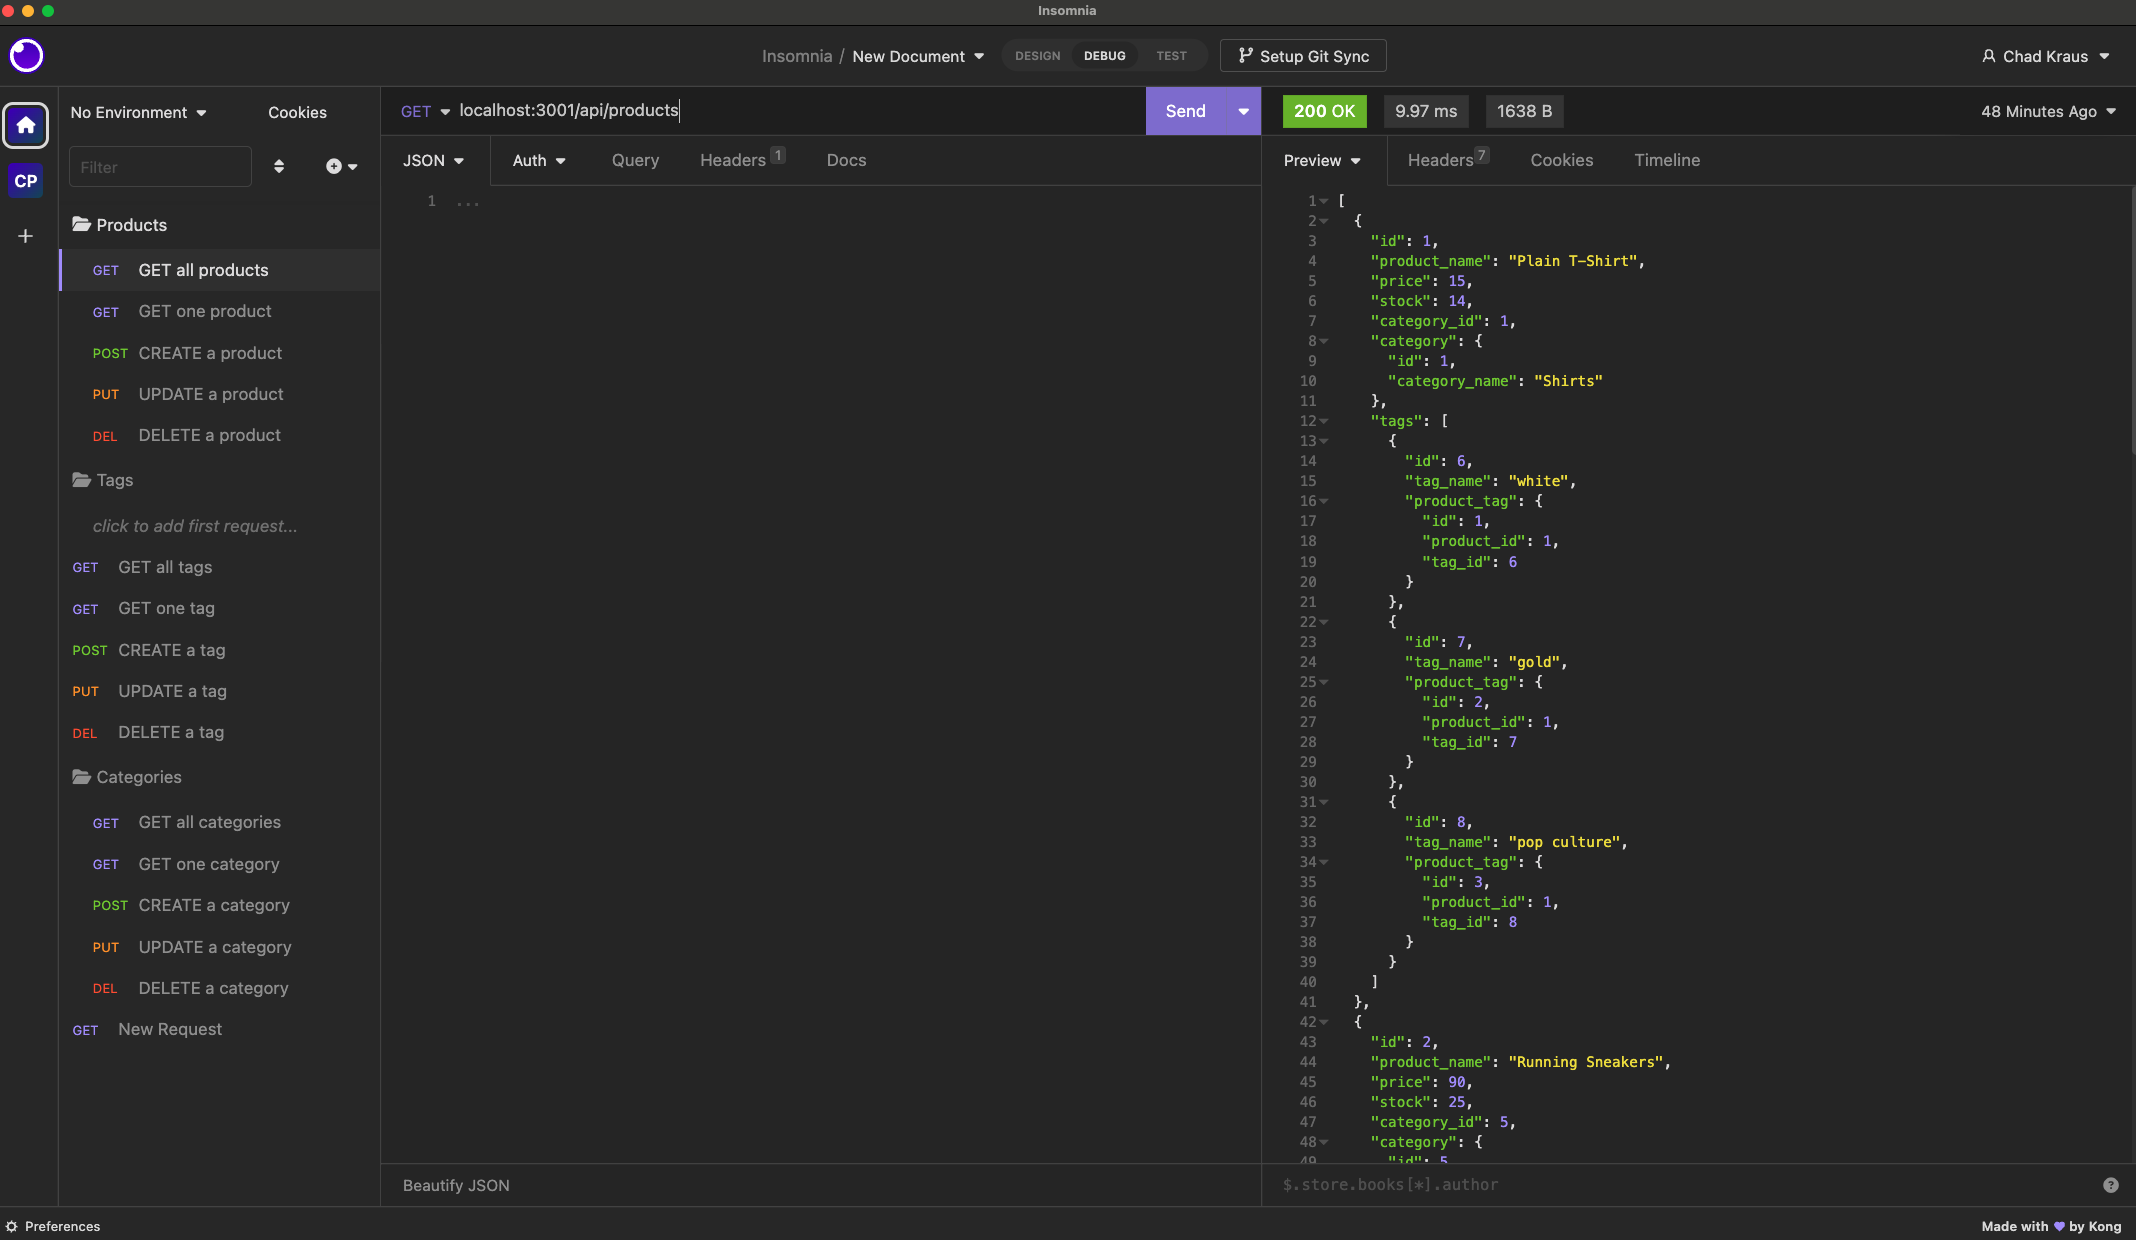 Insomnia
Insomnia / New Document
DESIGN DEBUG TEST
Setup Git Sync
Chad Kraus
CP
No Environment
Cookies
Filter
Products
GET GET all products
GET GET one product
POST CREATE a product
PUT UPDATE a product
DEL DELETE a product
Tags
click to add first request...
GET GET all tags
GET GET one tag
POST CREATE a tag
PUT UPDATE a tag
DEL DELETE a tag
Categories
GET GET all categories
GET GET one category
POST CREATE a category
PUT UPDATE a category
DEL DELETE a category
GET New Request
GET localhost:3001/api/products
Send
JSON Auth Query Headers 1 Docs
1 ...
Beautify JSON
200 OK 9.97 ms 1638 B
48 Minutes Ago
Preview Headers 7 Cookies Timeline
1 [
2 {
3 "id": 1,
4 "product_name": "Plain T-Shirt",
5 "price": 15,
6 "stock": 14,
7 "category_id": 1,
8 "category": {
9 "id": 1,
10 "category_name": "Shirts"
11 },
12 "tags": [
13 {
14 "id": 6,
15 "tag_name": "white",
16 "product_tag": {
17 "id": 1,
18 "product_id": 1,
19 "tag_id": 6
20 }
21 },
22 {
23 "id": 7,
24 "tag_name": "gold",
25 "product_tag": {
26 "id": 2,
27 "product_id": 1,
28 "tag_id": 7
29 }
30 },
31 {
32 "id": 8,
33 "tag_name": "pop culture",
34 "product_tag": {
35 "id": 3,
36 "product_id": 1,
37 "tag_id": 8
38 }
39 }
40 ]
41 },
42 {
43 "id": 2,
44 "product_name": "Running Sneakers",
45 "price": 90,
46 "stock": 25,
47 "category_id": 5,
48 "category": {
49 "id": 5
$.store.books[*].author
Preferences
Made with ♥ by Kong